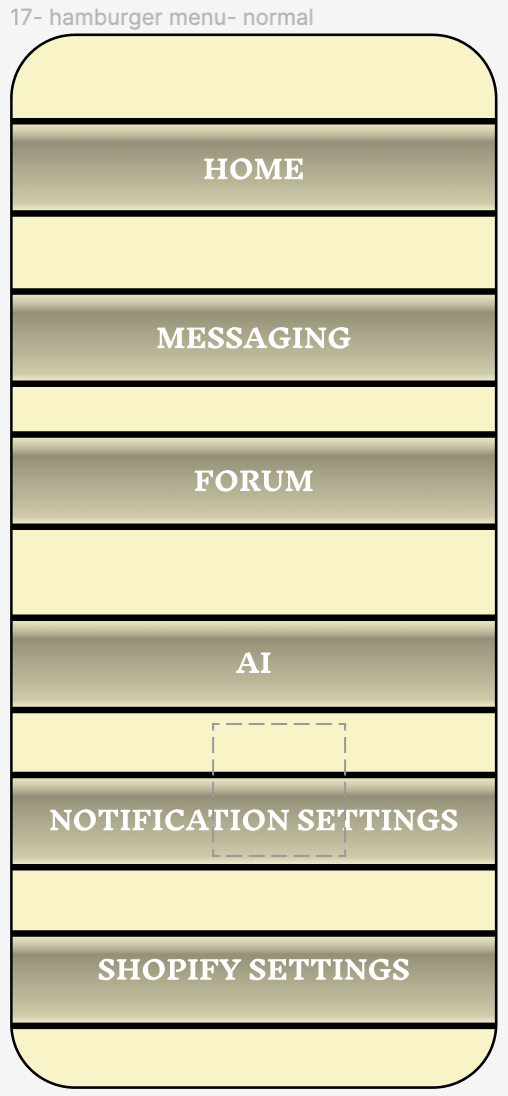 17- hamburger menu- normal
HOME
MESSAGING
FORUM
AI
NOTIFICATION SETTINGS
SHOPIFY SETTINGS